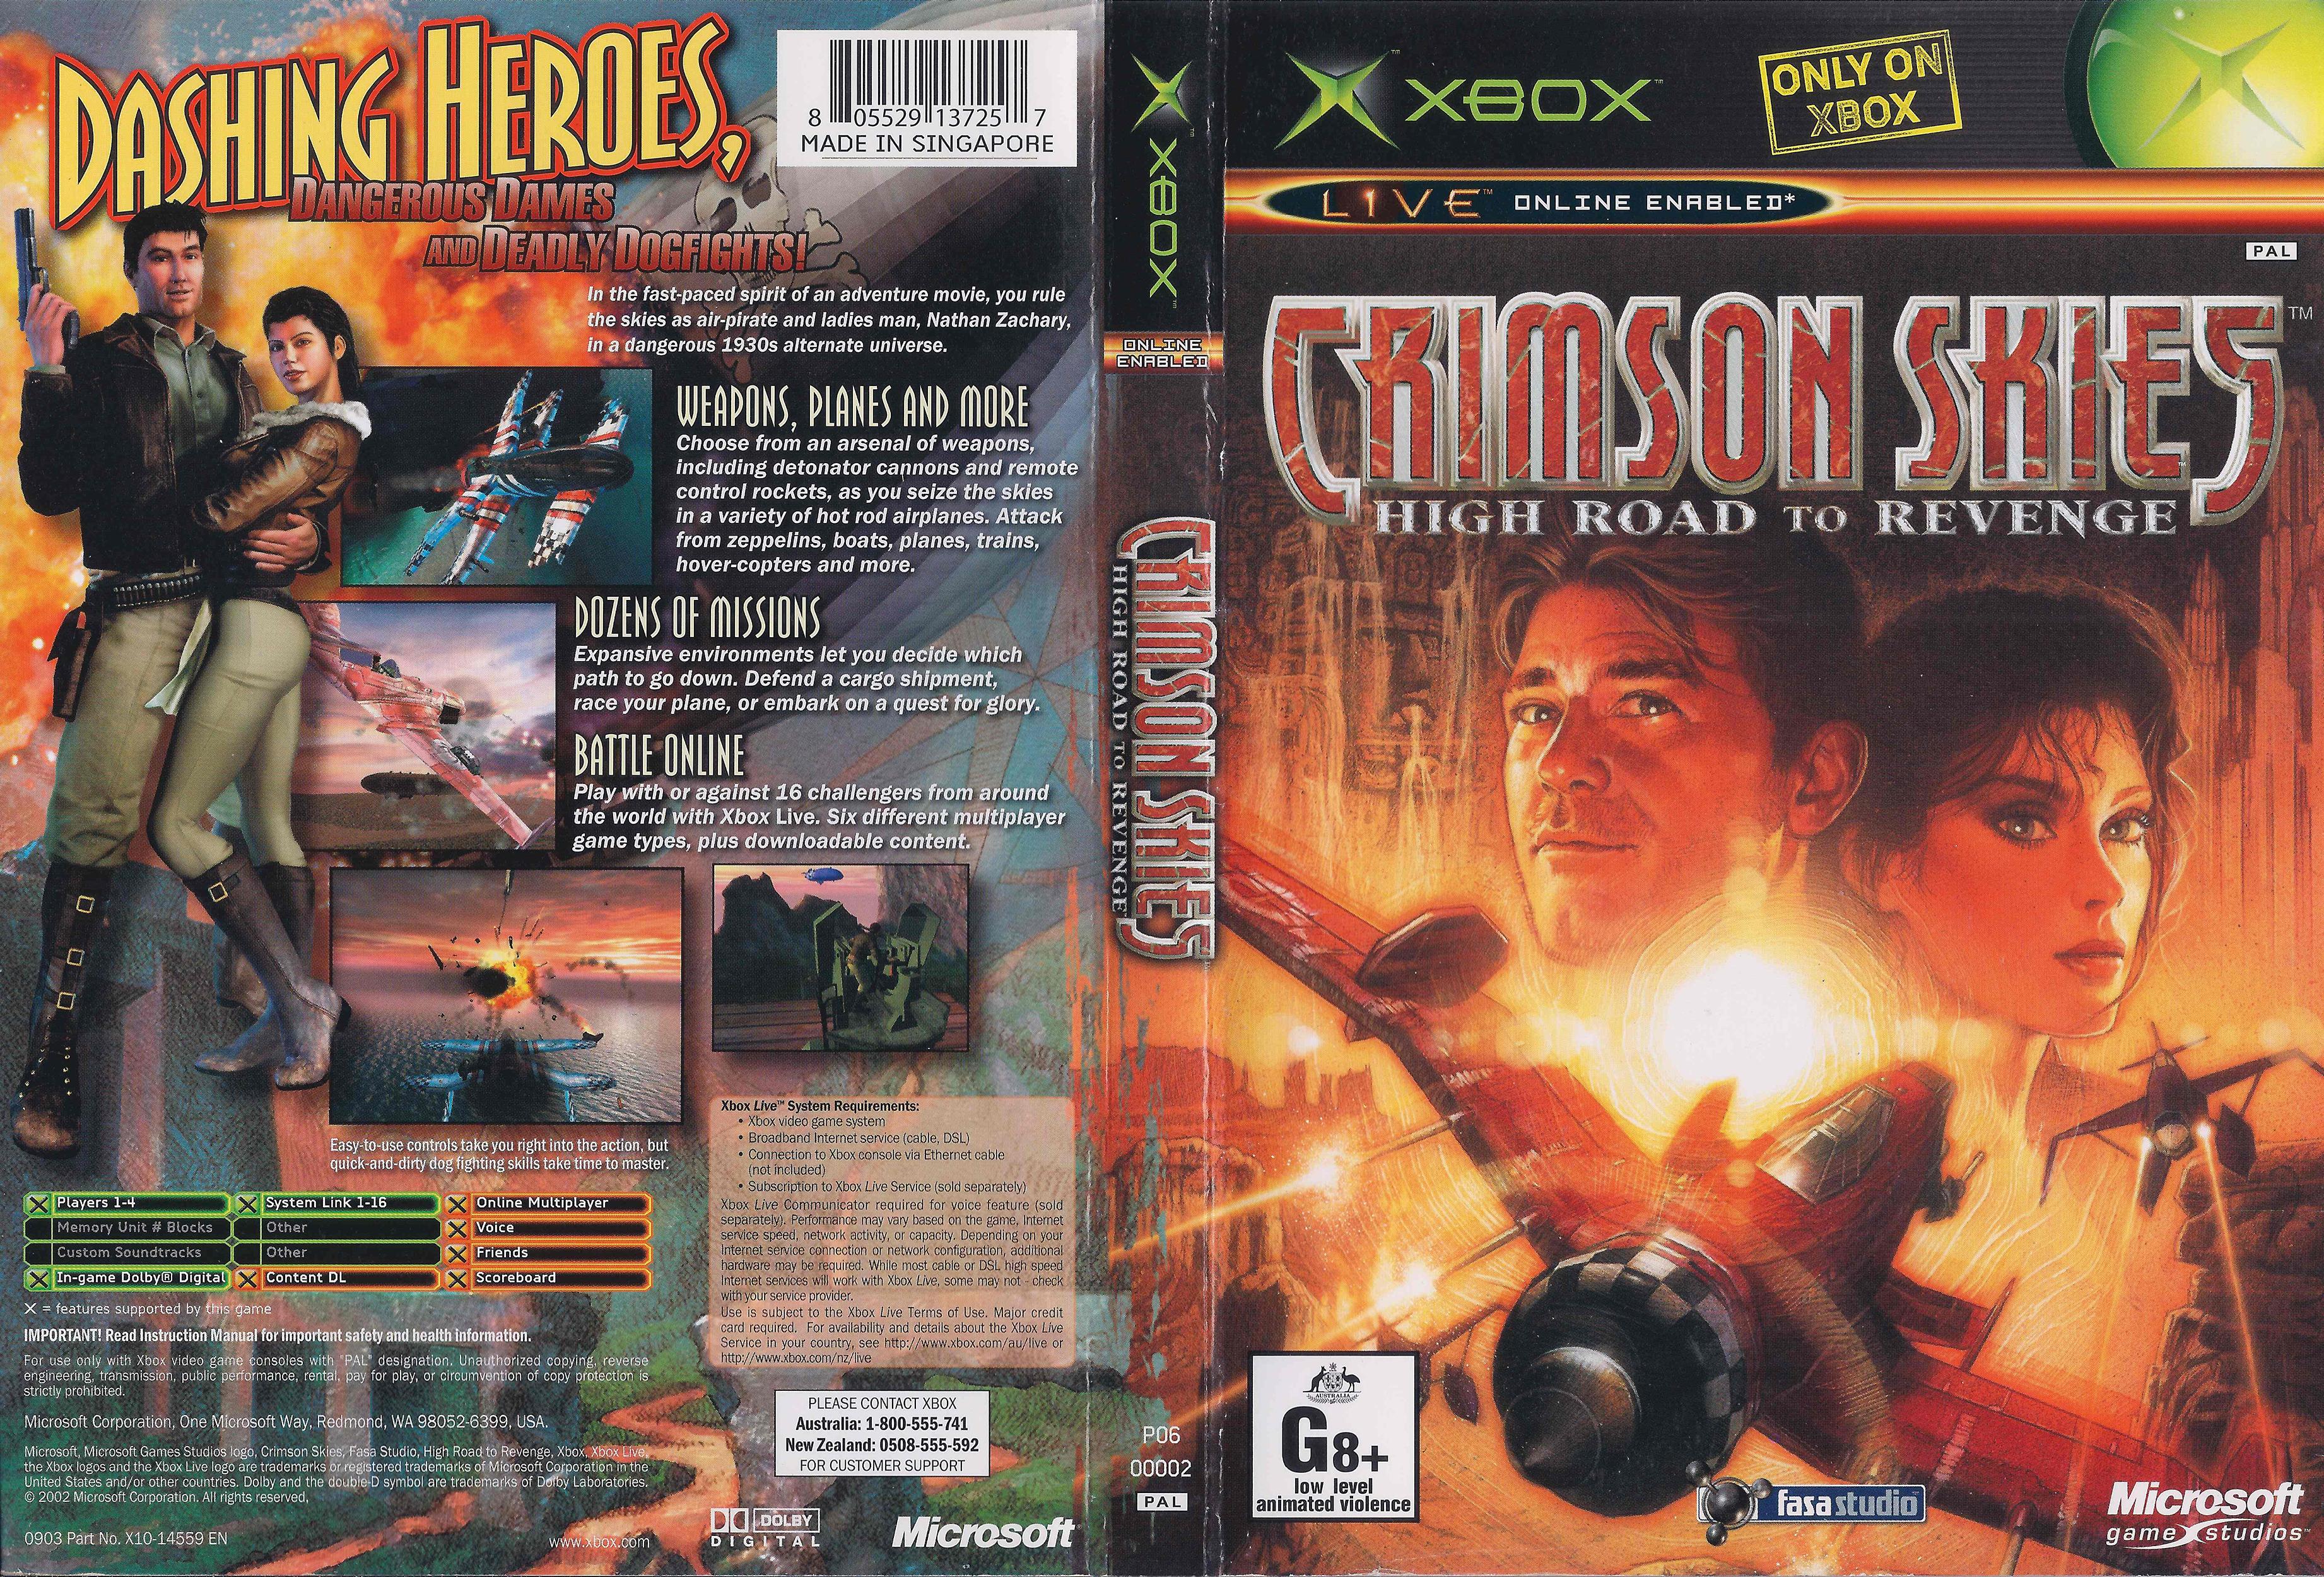 DASHING HEROES,
DANGEROUS DAMES
AND DEADLY DOGFIGHTS!
8 05529 13725 7
MADE IN SINGAPORE
In the fast-paced spirit of an adventure movie, you rule
the skies as air-pirate and ladies man, Nathan Zachary,
in a dangerous 1930s alternate universe.
WEAPONS, PLANES AND MORE
Choose from an arsenal of weapons,
including detonator cannons and remote
control rockets, as you seize the skies
in a variety of hot rod airplanes. Attack
from zeppelins, boats, planes, trains,
hover-copters and more.
DOZENS OF MISSIONS
Expansive environments let you decide which
path to go down. Defend a cargo shipment,
race your plane, or embark on a quest for glory.
BATTLE ONLINE
Play with or against 16 challengers from around
the world with Xbox Live. Six different multiplayer
game types, plus downloadable content.
Easy-to-use controls take you right into the action, but
quick-and-dirty dog fighting skills take time to master.
Players 1-4
System Link 1-16
Online Multiplayer
Memory Unit # Blocks
Other
Voice
Custom Soundtracks
Other
Friends
In-game Dolby® Digital
Content DL
Scoreboard
X = features supported by this game
IMPORTANT! Read Instruction Manual for important safety and health information.
For use only with Xbox video game consoles with "PAL" designation. Unauthorized copying, reverse
engineering, transmission, public performance, rental, pay for play, or circumvention of copy protection is
strictly prohibited.
Microsoft Corporation, One Microsoft Way, Redmond, WA 98052-6399, USA.
Microsoft, Microsoft Games Studios logo, Crimson Skies, Fasa Studio, High Road to Revenge, Xbox, Xbox Live,
the Xbox logos and the Xbox Live logo are trademarks or registered trademarks of Microsoft Corporation in the
United States and/or other countries. Dolby and the double-D symbol are trademarks of Dolby Laboratories.
© 2002 Microsoft Corporation. All rights reserved,
0903 Part No. X10-14559 EN
www.xbox.com
Xbox Live™ System Requirements:
• Xbox video game system
• Broadband Internet service (cable, DSL)
• Connection to Xbox console via Ethernet cable
(not included)
• Subscription to Xbox Live Service (sold separately)
Xbox Live Communicator required for voice feature (sold
separately). Performance may vary based on the game, Internet
service speed, network activity, or capacity. Depending on your
Internet service connection or network configuration, additional
hardware may be required. While most cable or DSL high speed
Internet services will work with Xbox Live, some may not - check
with your service provider.
Use is subject to the Xbox Live Terms of Use. Major credit
card required. For availability and details about the Xbox Live
Service in your country, see http://www.xbox.com/au/live or
http://www.xbox.com/nz/live
PLEASE CONTACT XBOX
Australia: 1-800-555-741
New Zealand: 0508-555-592
FOR CUSTOMER SUPPORT
DOLBY
DIGITAL
Microsoft
XBOX™
ONLINE
ENABLED
CRIMSON SKIES
HIGH ROAD TO REVENGE
P06
00002
PAL
XBOX™
ONLY ON
XBOX
LIVE™ ONLINE ENABLED*
PAL
CRIMSON SKIES™
HIGH ROAD TO REVENGE
AUSTRALIA
G8+
low level
animated violence
fasastudio™
Microsoft
game studios™